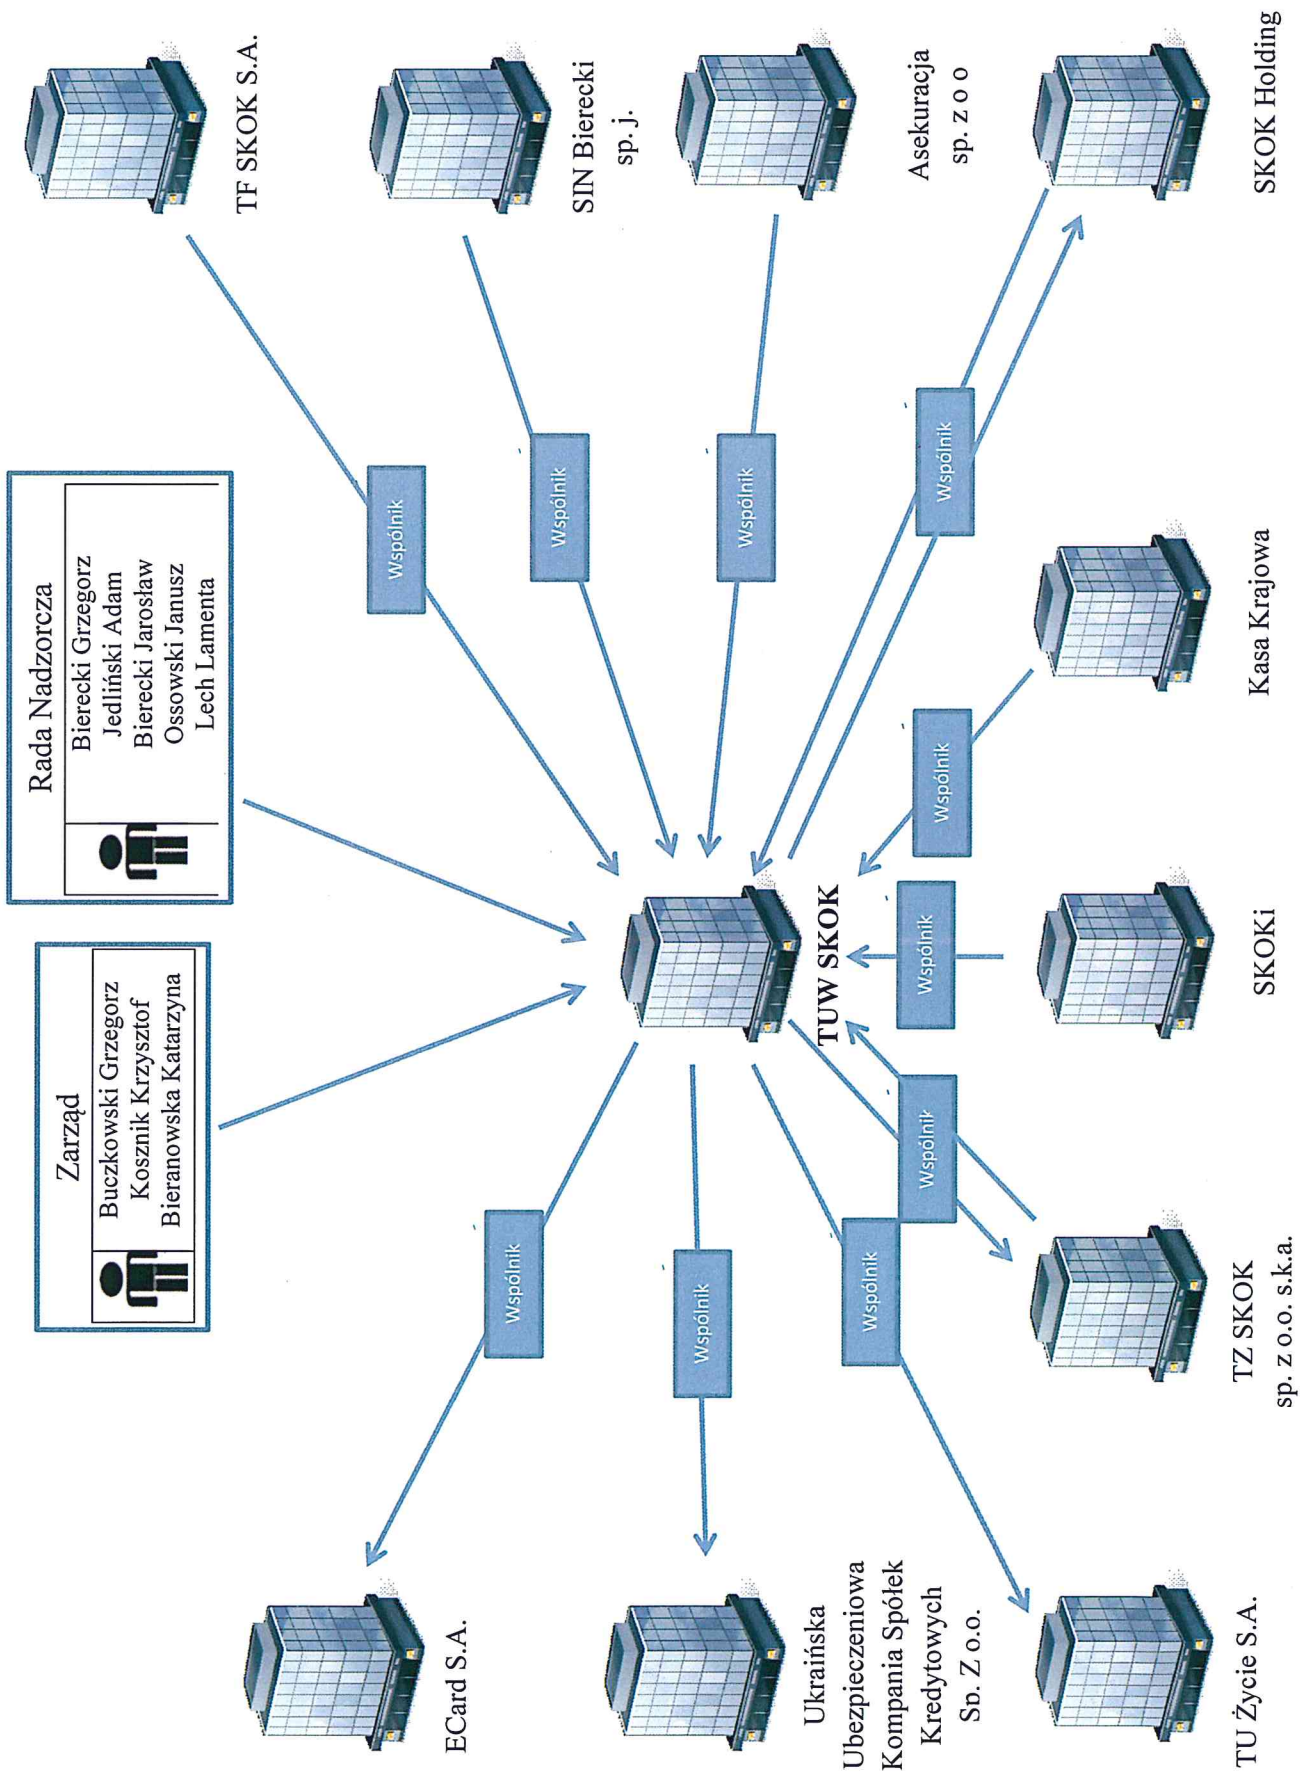 Zarząd
Buczkowski Grzegorz
Kosznik Krzysztof
Bieranowska Katarzyna
Rada Nadzorcza
Bierecki Grzegorz
Jedliński Adam
Bierecki Jarosław
Ossowski Janusz
Lech Lamenta
TF SKOK S.A.
Wspólnik
ECard S.A.
Wspólnik
Wspólnik
SIN Bierecki
sp. j.
Wspólnik
Wspólnik
Ukraińska
Ubezpieczeniowa
Kompania Spółek
Kredytowych
Sp. Z o.o.
TUW SKOK
Asekuracja
sp. z o o
Wspólnik
Wspólnik
Wspólnik
Wspólnik
Wspólnik
TU Życie S.A.
TZ SKOK
sp. z o.o. s.k.a.
SKOKi
Kasa Krajowa
SKOK Holding